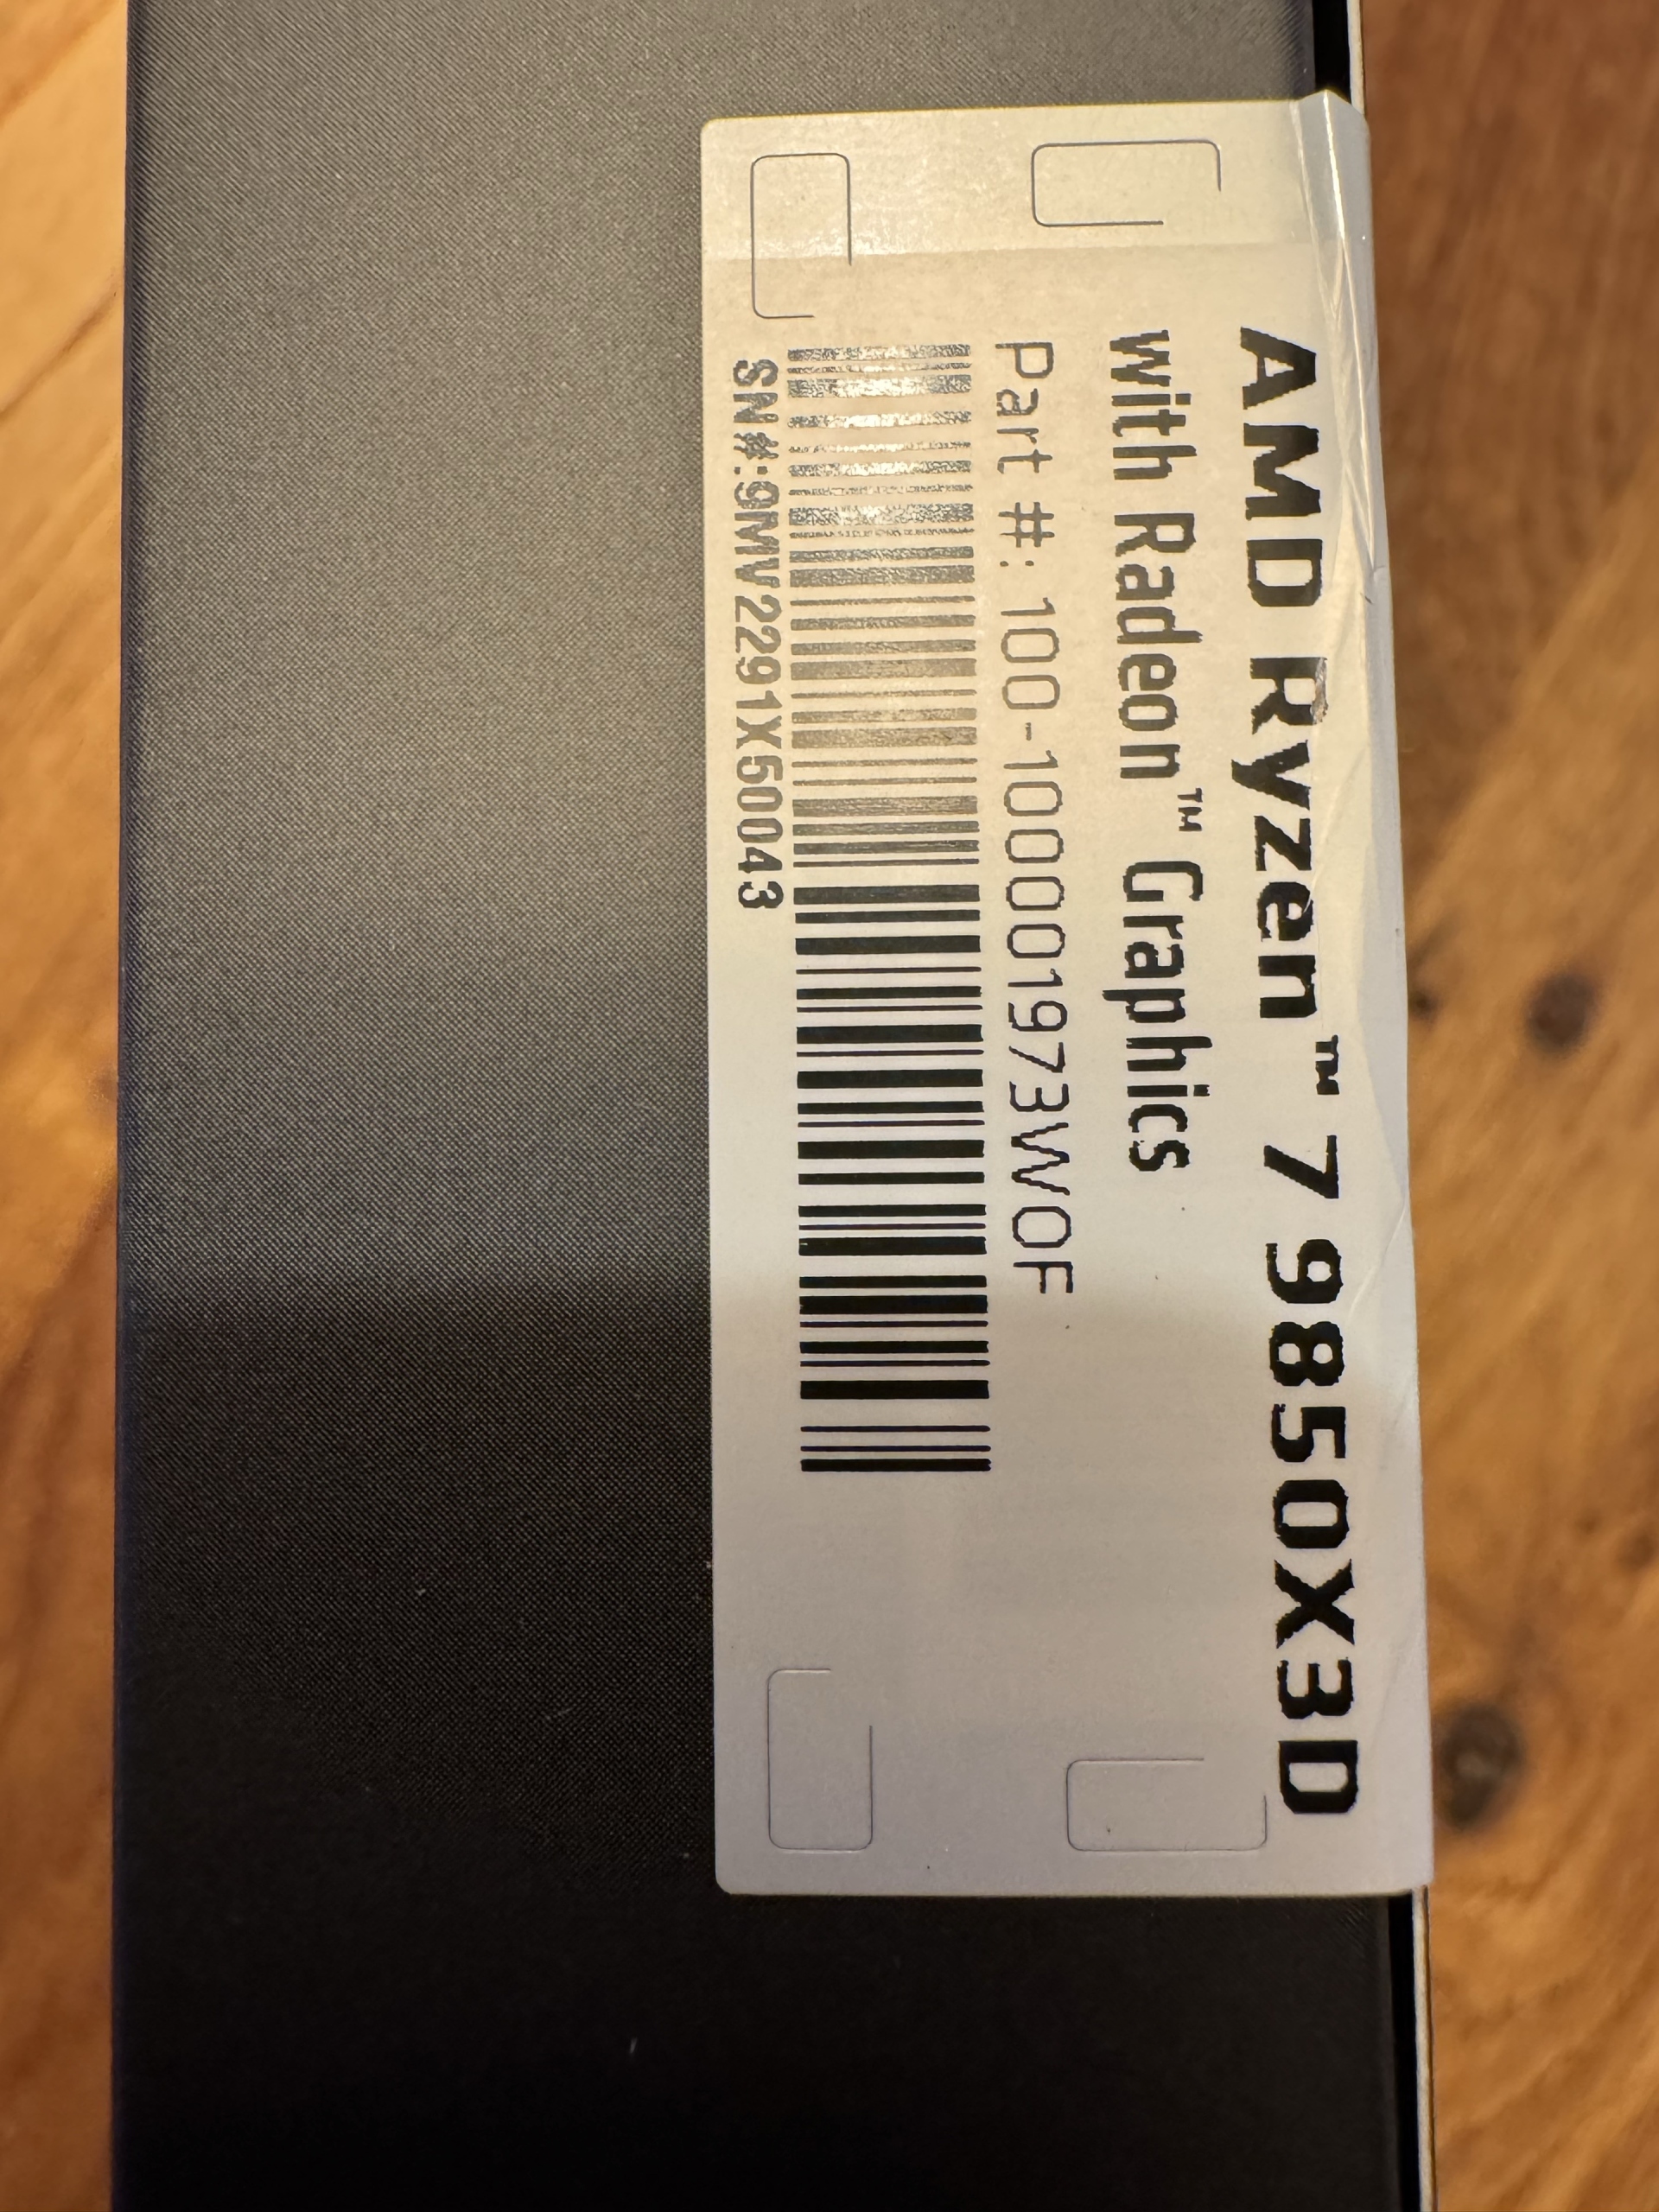 AMD Ryzen™ 7 9850X3D
with Radeon™ Graphics
Part #: 100-100001973WOF
SN#:9MV2291X50043